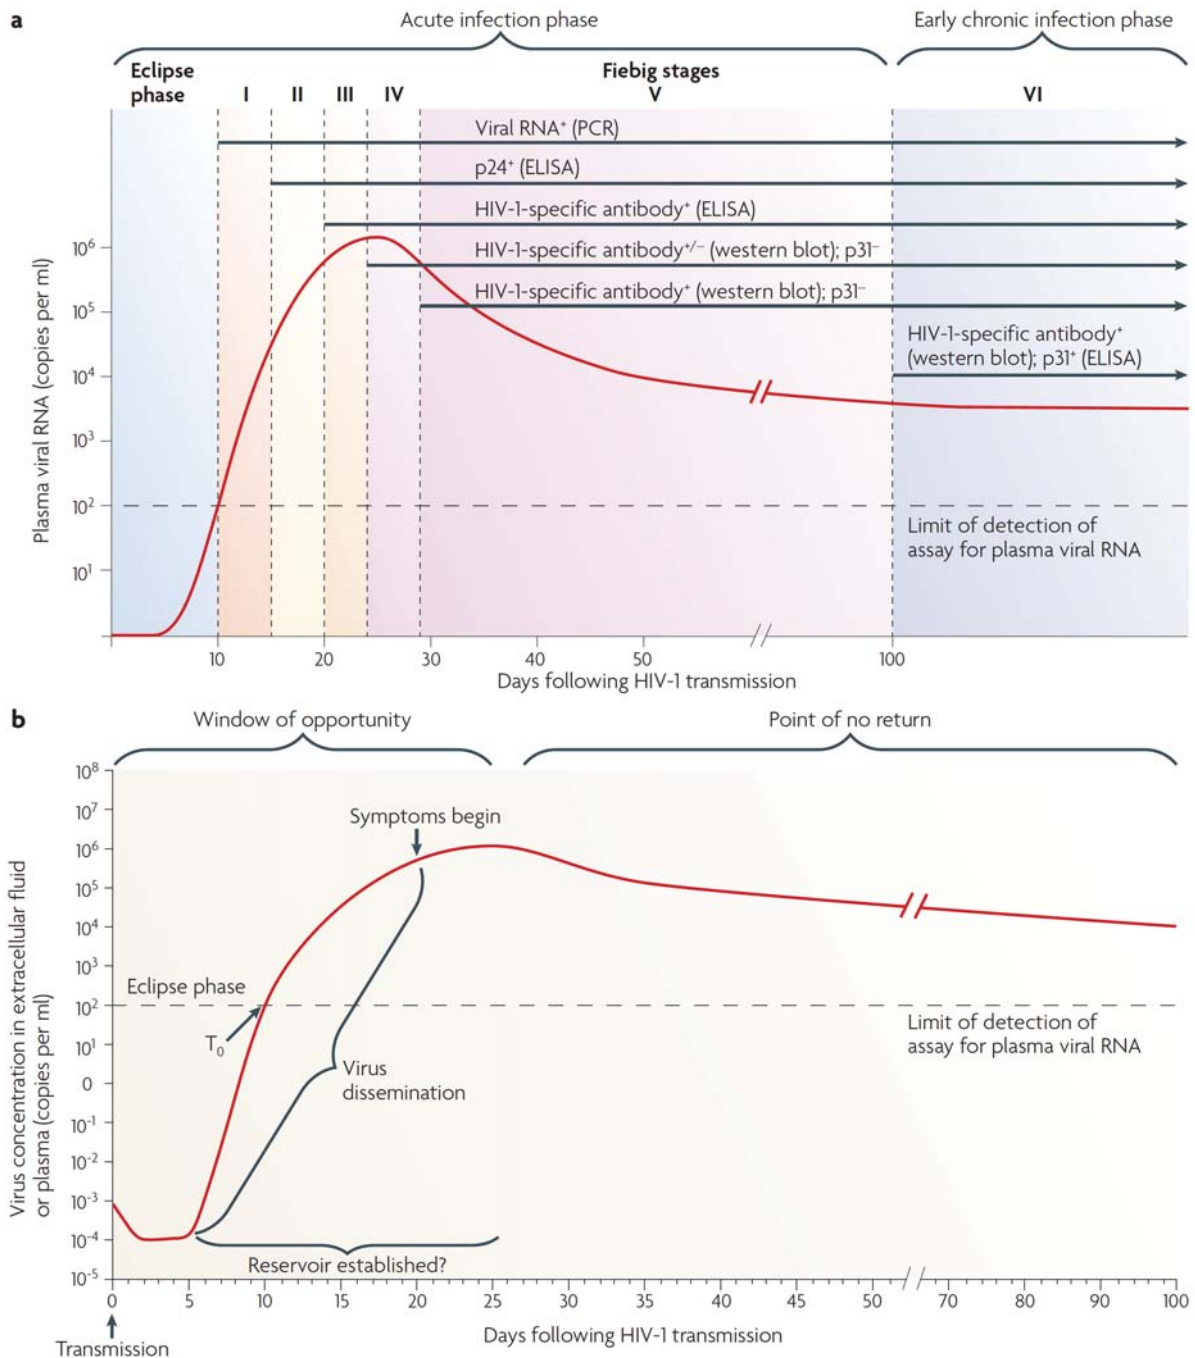 a
Acute infection phase
Early chronic infection phase
Eclipse
phase
Fiebig stages
I II III IV V VI
Viral RNA⁺ (PCR)
p24⁺ (ELISA)
HIV-1-specific antibody⁺ (ELISA)
HIV-1-specific antibody⁺/⁻ (western blot); p31⁻
HIV-1-specific antibody⁺ (western blot); p31⁻
HIV-1-specific antibody⁺
(western blot); p31⁺ (ELISA)
Plasma viral RNA (copies per ml)
10⁶
10⁵
10⁴
10³
10²
10¹
Limit of detection of
assay for plasma viral RNA
10 20 30 40 50 100
Days following HIV-1 transmission
b
Window of opportunity
Point of no return
Virus concentration in extracellular fluid
or plasma (copies per ml)
10⁸
10⁷
10⁶
10⁵
10⁴
10³
10²
10¹
0
10⁻¹
10⁻²
10⁻³
10⁻⁴
10⁻⁵
Symptoms begin
Eclipse phase
T₀
Limit of detection of
assay for plasma viral RNA
Virus
dissemination
Reservoir established?
0 5 10 15 20 25 30 35 40 45 50 70 80 90 100
Days following HIV-1 transmission
Transmission